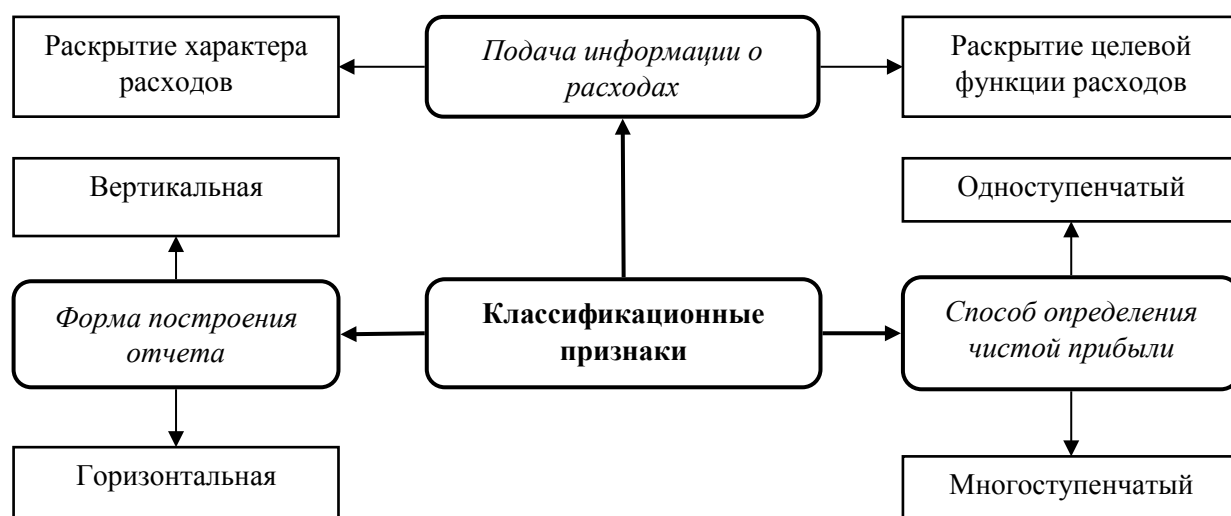 Раскрытие характера
расходов
Подача информации о
расходах
Раскрытие целевой
функции расходов
Вертикальная
Одноступенчатый
Форма построения
отчета
Классификационные
признаки
Способ определения
чистой прибыли
Горизонтальная
Многоступенчатый